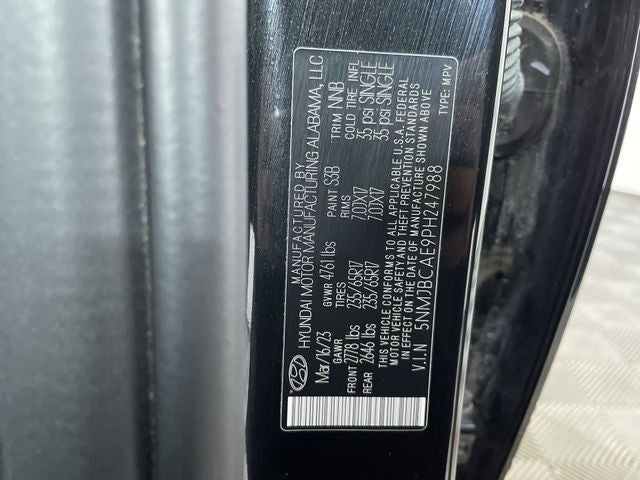 MANUFACTURED BY
HYUNDAI MOTOR MANUFACTURING ALABAMA, LLC
Mar/16/23 GVWR 4761 lbs PAINT S3B TRIM NNB
GAWR TIRES RIMS COLD TIRE INFL
FRONT 2778 lbs 235/65R17 7.0JX17 35 psi SINGLE
REAR 2646 lbs 235/65R17 7.0JX17 35 psi SINGLE
THIS VEHICLE CONFORMS TO ALL APPLICABLE U.S.A. FEDERAL
MOTOR VEHICLE SAFETY AND THEFT PREVENTION STANDARDS
IN EFFECT ON THE DATE OF MANUFACTURE SHOWN ABOVE
V.I.N 5NMJBCAE9PH247988 TYPE: MPV